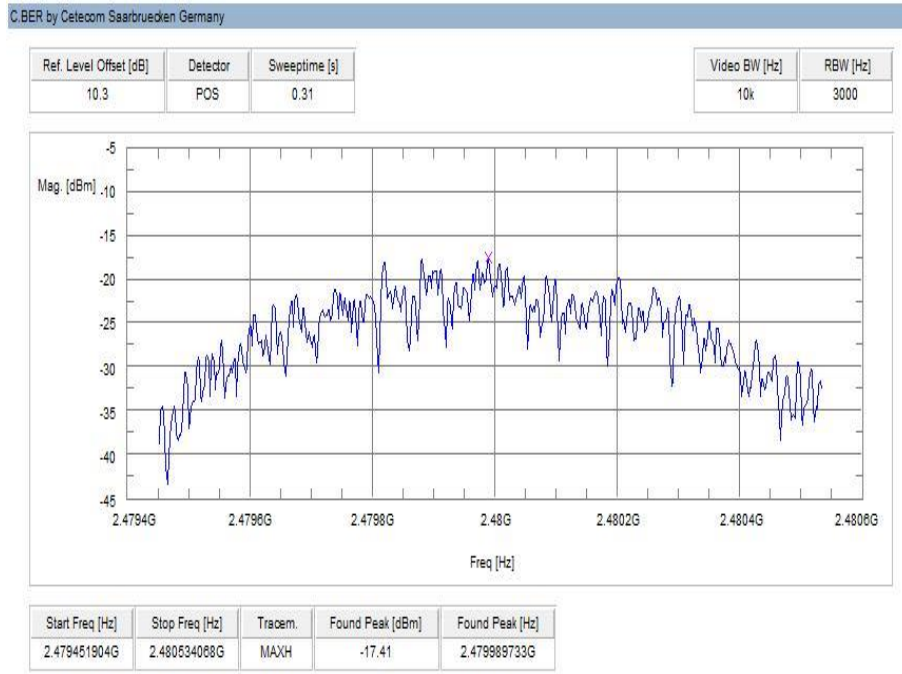 C.BER by Cetecom Saarbruecken Germany
Ref. Level Offset [dB] Detector Sweeptime [s] Video BW [Hz] RBW [Hz]
10.3 POS 0.31 10k 3000
Mag. [dBm]
-5
-10
-15
-20
-25
-30
-35
-40
-45
2.4794G 2.4796G 2.4798G 2.48G 2.4802G 2.4804G 2.4806G
Freq [Hz]
Start Freq [Hz] Stop Freq [Hz] Tracem. Found Peak [dBm] Found Peak [Hz]
2.479451904G 2.480534068G MAXH -17.41 2.479989733G